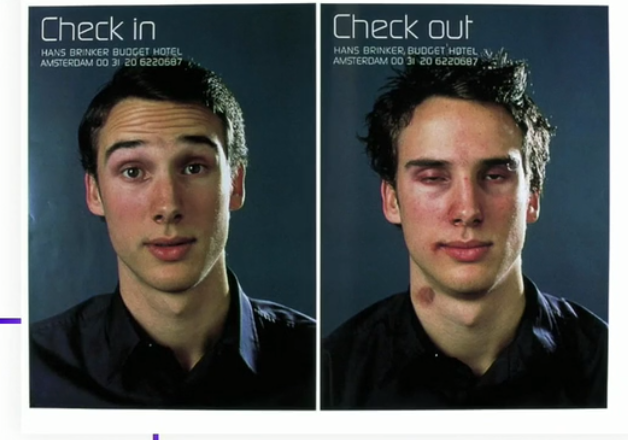 Check in
HANS BRINKER BUDGET HOTEL
AMSTERDAM 00 31 20 6220687
Check out
HANS BRINKER BUDGET HOTEL
AMSTERDAM 00 31 20 6220687